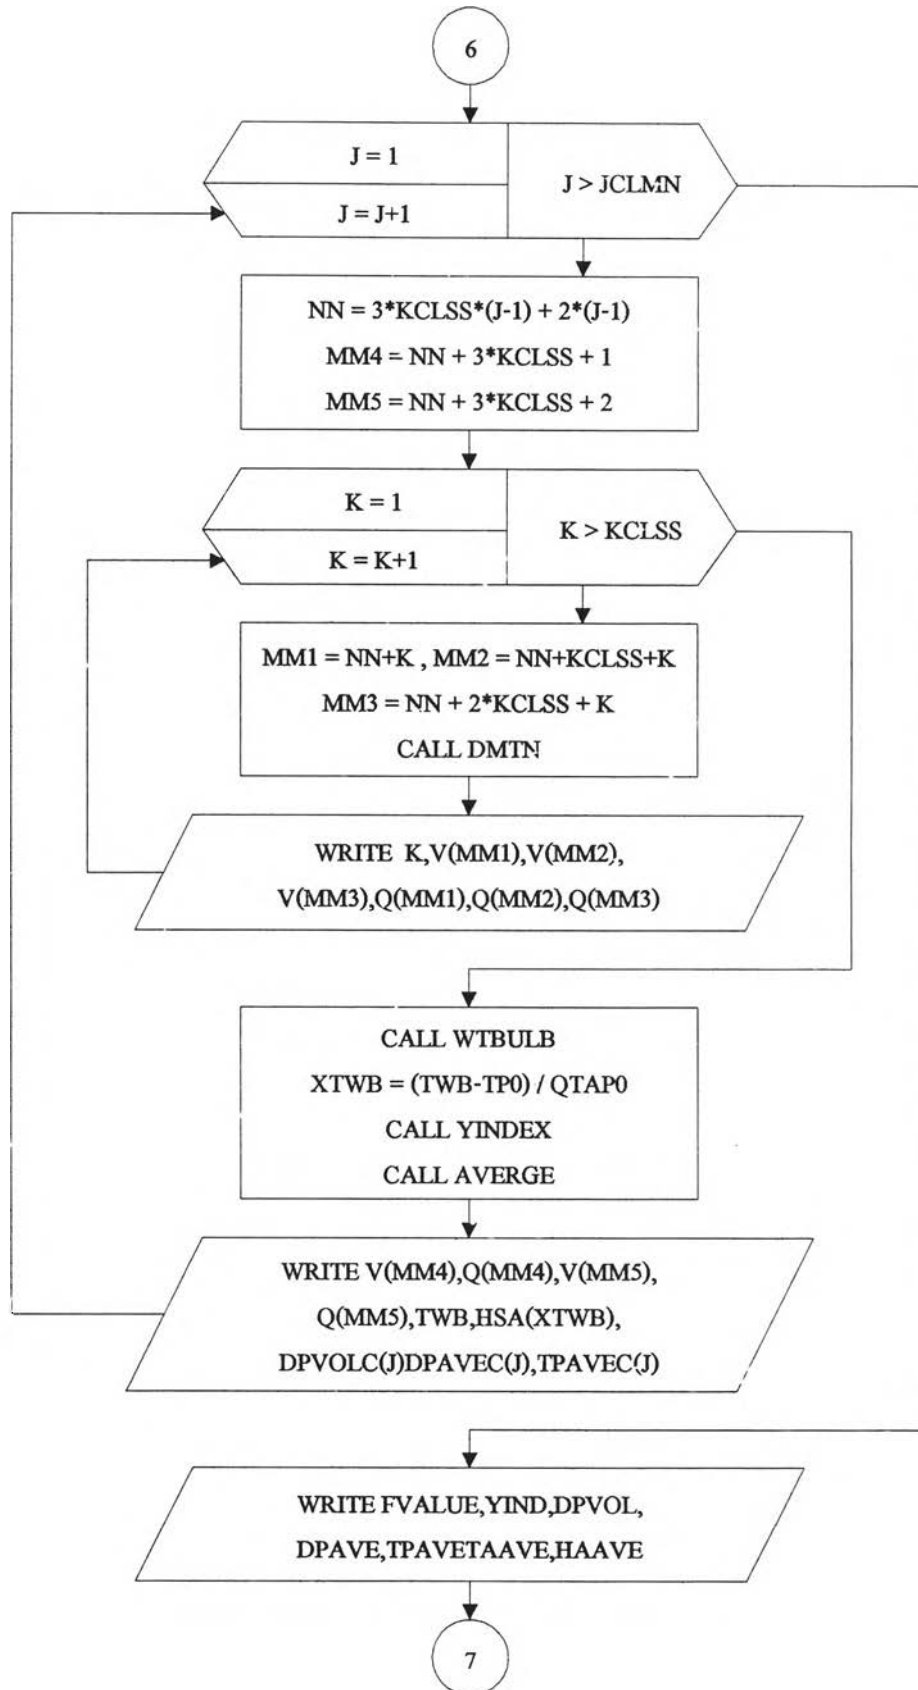 6
J = 1
J > JCLMN
J = J+1
NN = 3*KCLSS*(J-1) + 2*(J-1)
MM4 = NN + 3*KCLSS + 1
MM5 = NN + 3*KCLSS + 2
K = 1
K > KCLSS
K = K+1
MM1 = NN+K , MM2 = NN+KCLSS+K
MM3 = NN + 2*KCLSS + K
CALL DMTN
WRITE K,V(MM1),V(MM2),
V(MM3),Q(MM1),Q(MM2),Q(MM3)
CALL WTBULB
XTWB = (TWB-TP0) / QTAP0
CALL YINDEX
CALL AVERGE
WRITE V(MM4),Q(MM4),V(MM5),
Q(MM5),TWB,HSA(XTWB),
DPVOLC(J)DPAVEC(J),TPAVEC(J)
WRITE FVALUE,YIND,DPVOL,
DPAVE,TPAVETAAVE,HAAVE
7